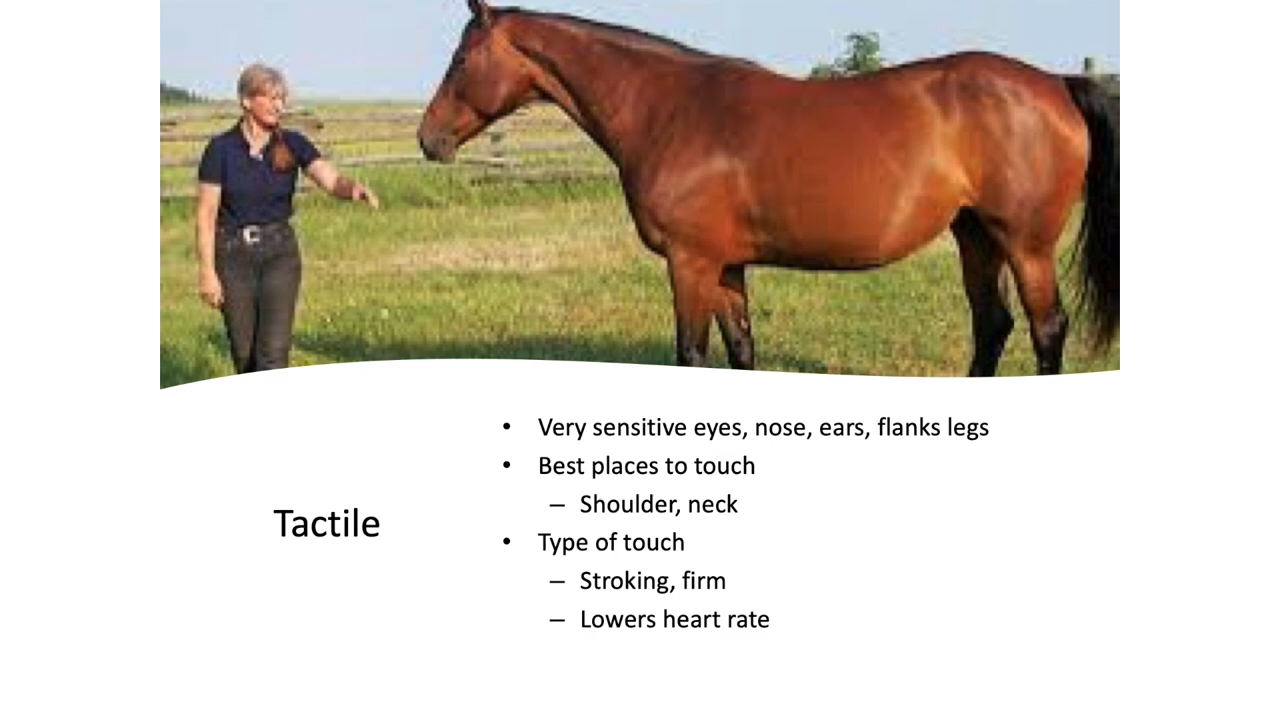 Tactile
• Very sensitive eyes, nose, ears, flanks legs
• Best places to touch
– Shoulder, neck
• Type of touch
– Stroking, firm
– Lowers heart rate